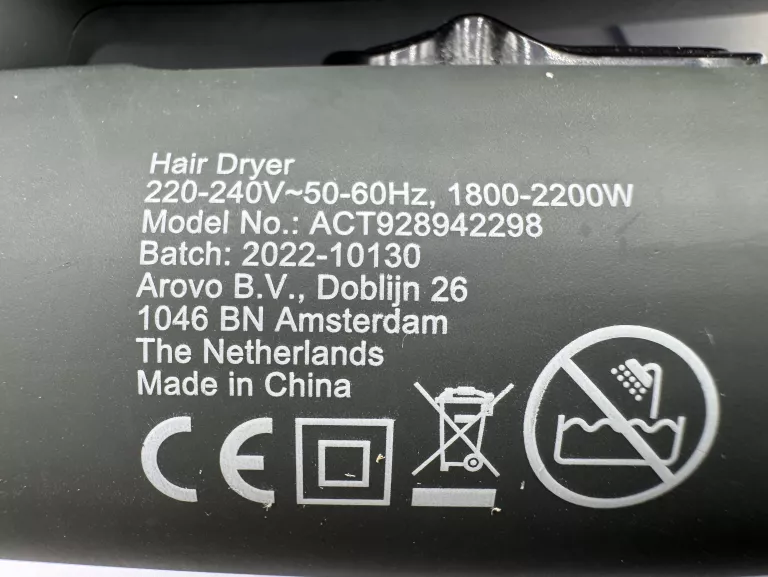 Hair Dryer
220-240V~50-60Hz, 1800-2200W
Model No.: ACT928942298
Batch: 2022-10130
Arovo B.V., Doblijn 26
1046 BN Amsterdam
The Netherlands
Made in China
CE